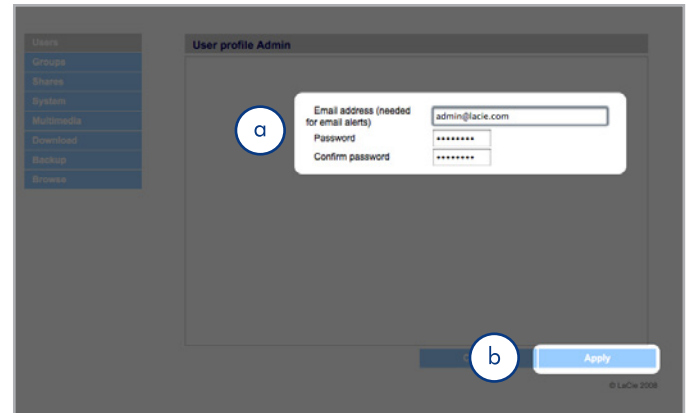 Users
Groups
Shares
System
Multimedia
Download
Backup
Browse
User profile Admin
a
Email address (needed
for email alerts)
admin@lacie.com
Password
••••••••
Confirm password
••••••••
b
Apply
© LaCie 2008